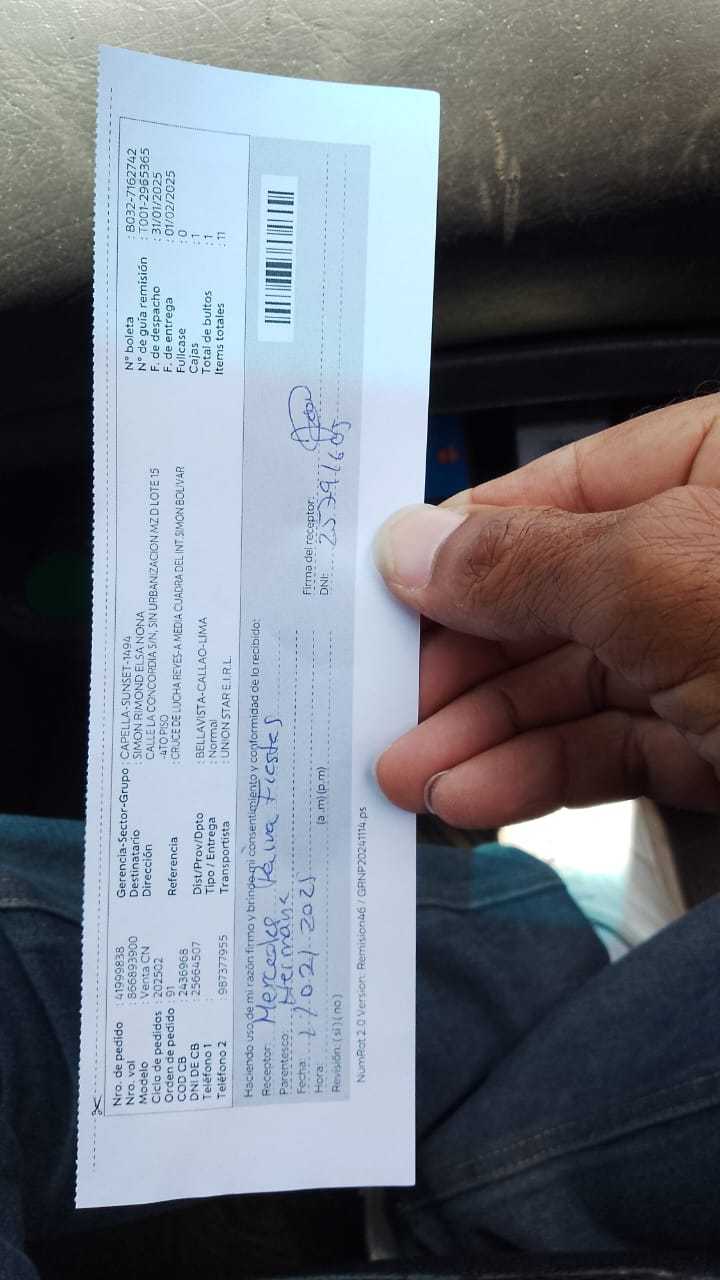 Nro. de pedido : 41999838
Nro. vol : 866893900
Modelo : Venta CN
Ciclo de pedidos : 202502
Orden de pedido : 91
COD CB : 2436968
DNI DE CB : 25664507
Teléfono 1 :
Teléfono 2 : 987377955
Gerencia-Sector-Grupo : CAPELLA-SUNSET-1494
Destinatario : SIMON RIMOND ELSA NONA
Dirección : CALLE LA CONCORDIA S/N, SIN URBANIZACION MZ D LOTE 15
-4TO PISO
Referencia : CRUCE DE LUCHA REYES-A MEDIA CUADRA DEL INT.SIMON BOLIVAR
Dist/Prov/Dpto : BELLAVISTA-CALLAO-LIMA
Tipo / Entrega : Normal
Transportista : UNION STAR E.I.R.L.
N° boleta : B032-7162742
N° de guía remisión : T001-2965365
F. de despacho : 31/01/2025
F. de entrega : 01/02/2025
Fullcase : 0
Cajas : 1
Total de bultos : 1
Items totales : 11
Haciendo uso de mi razón firmo y brindo mi consentimiento y conformidad de lo recibido:
Receptor: Mercedes Fiestas
Parentesco: Hermana
Fecha:
Hora: (a.m)(p.m)
Revisión: (si)(no)
Firma del receptor:
DNI: 25791605
NumRot 2.0 Version: Remision46 / GRNP20241114.ps